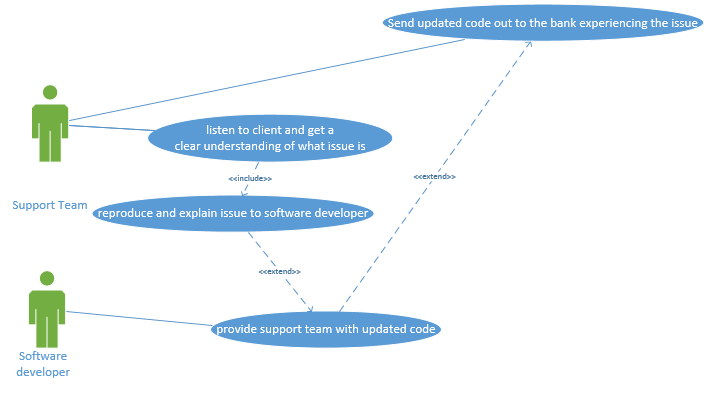 Send updated code out to the bank experiencing the issue
listen to client and get a
clear understanding of what issue is
<<include>>
<<extend>>
Support Team
reproduce and explain issue to software developer
<<extend>>
provide support team with updated code
Software
developer